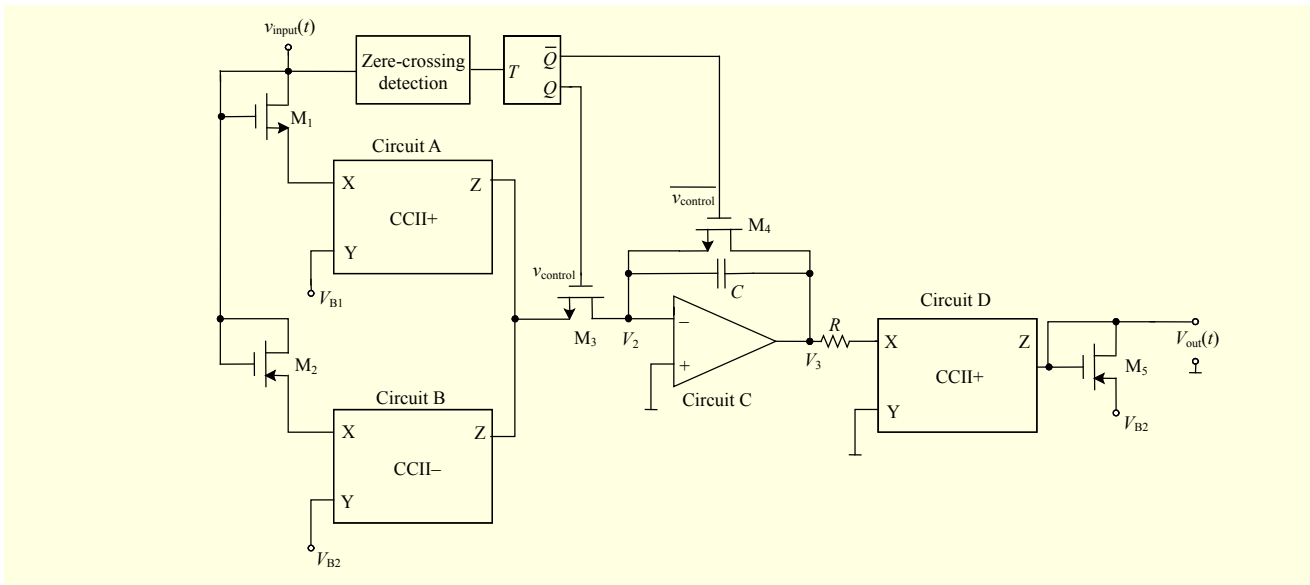 v_input(t)
Zere-crossing
detection
T
Q̅
Q
M₁
Circuit A
X
Z
CCII+
Y
V_B1
v̅_control
M₄
v_control
C
M₃
V₂
–
+
Circuit C
V₃
R
Circuit D
X
Z
CCII+
Y
V_out(t)
M₅
V_B2
M₂
Circuit B
X
Z
CCII–
Y
V_B2